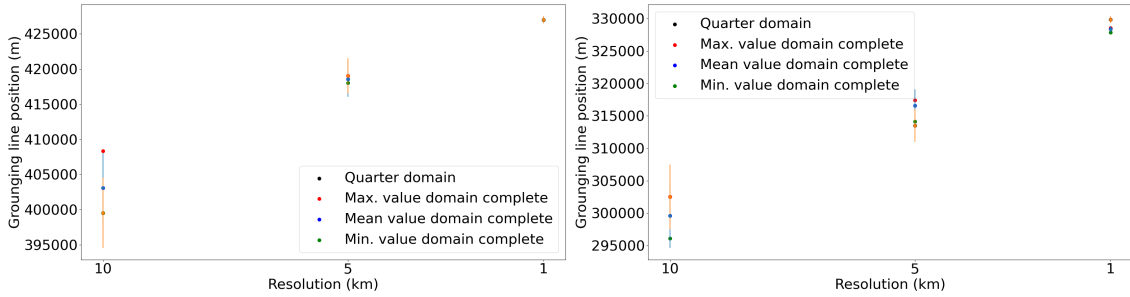 Grounging line position (m)
425000
420000
415000
410000
405000
400000
395000
Quarter domain
Max. value domain complete
Mean value domain complete
Min. value domain complete
10
5
1
Resolution (km)
Grounging line position (m)
330000
325000
320000
315000
310000
305000
300000
295000
Quarter domain
Max. value domain complete
Mean value domain complete
Min. value domain complete
10
5
1
Resolution (km)